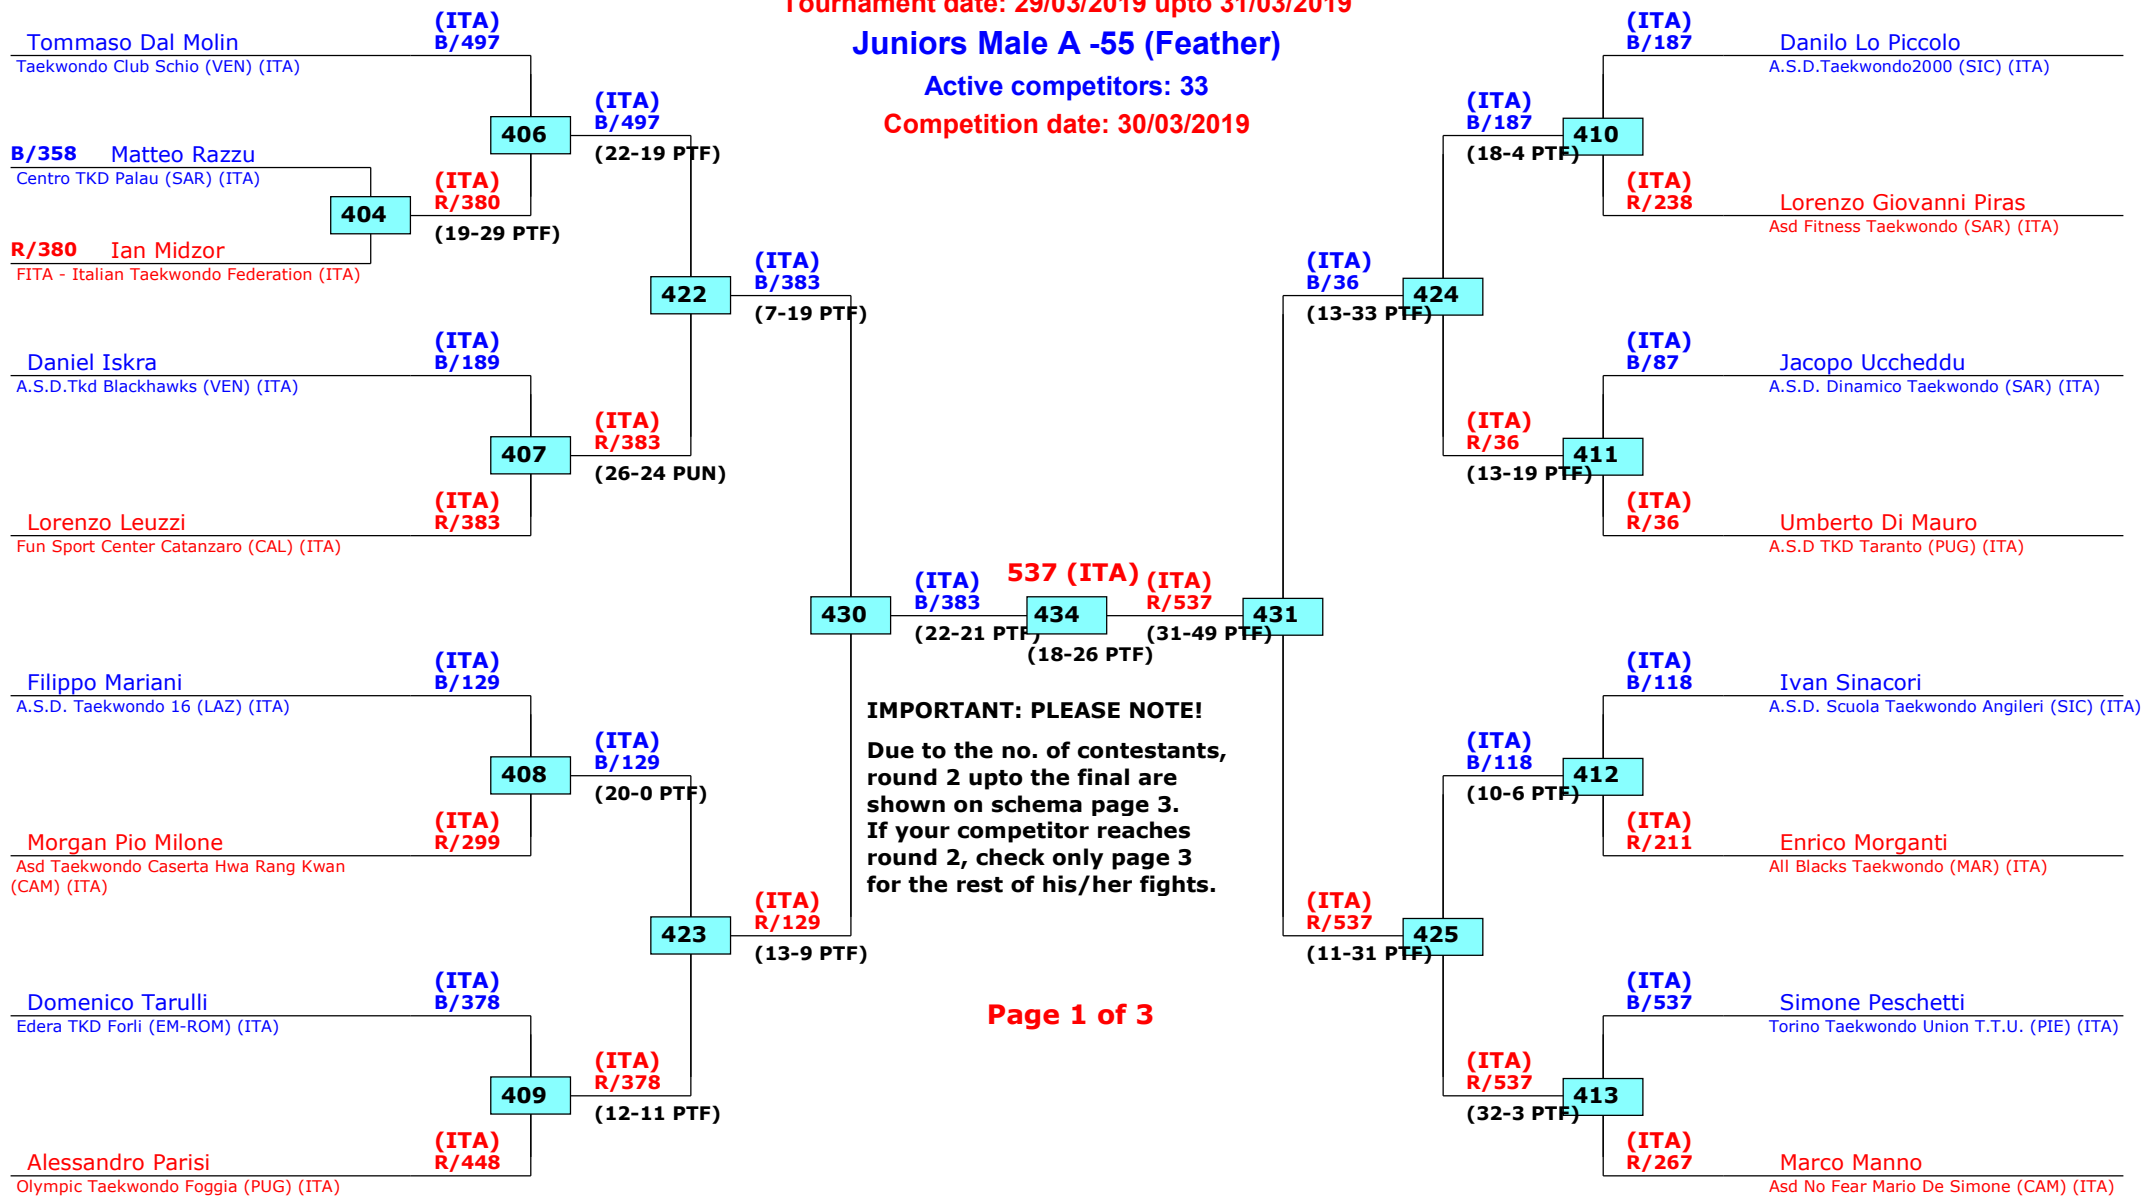 Tournament date: 29/03/2019 upto 31/03/2019
Juniors Male A -55 (Feather)
Active competitors: 33
Competition date: 30/03/2019
(ITA)
Tommaso Dal Molin B/497
Taekwondo Club Schio (VEN) (ITA)
(ITA)
406 B/497
(22-19 PTF)
B/358 Matteo Razzu
Centro TKD Palau (SAR) (ITA)
(ITA)
404 R/380
(19-29 PTF)
R/380 Ian Midzor
FITA - Italian Taekwondo Federation (ITA)
(ITA)
422 B/383
(7-19 PTF)
(ITA)
Daniel Iskra B/189
A.S.D.Tkd Blackhawks (VEN) (ITA)
(ITA)
407 R/383
(26-24 PUN)
(ITA)
Lorenzo Leuzzi R/383
Fun Sport Center Catanzaro (CAL) (ITA)
(ITA)
430 B/383
(22-21 PTF)
537 (ITA)
434
(18-26 PTF)
(ITA)
R/537 431
(31-49 PTF)
(ITA)
Filippo Mariani B/129
A.S.D. Taekwondo 16 (LAZ) (ITA)
(ITA)
408 B/129
(20-0 PTF)
(ITA)
Morgan Pio Milone R/299
Asd Taekwondo Caserta Hwa Rang Kwan
(CAM) (ITA)
(ITA)
423 R/129
(13-9 PTF)
(ITA)
Domenico Tarulli B/378
Edera TKD Forli (EM-ROM) (ITA)
(ITA)
409 R/378
(12-11 PTF)
(ITA)
Alessandro Parisi R/448
Olympic Taekwondo Foggia (PUG) (ITA)
IMPORTANT: PLEASE NOTE!
Due to the no. of contestants,
round 2 upto the final are
shown on schema page 3.
If your competitor reaches
round 2, check only page 3
for the rest of his/her fights.
Page 1 of 3
(ITA)
B/187 Danilo Lo Piccolo
A.S.D.Taekwondo2000 (SIC) (ITA)
(ITA)
B/187 410
(18-4 PTF)
(ITA)
R/238 Lorenzo Giovanni Piras
Asd Fitness Taekwondo (SAR) (ITA)
(ITA)
B/36 424
(13-33 PTF)
(ITA)
B/87 Jacopo Uccheddu
A.S.D. Dinamico Taekwondo (SAR) (ITA)
(ITA)
R/36 411
(13-19 PTF)
(ITA)
R/36 Umberto Di Mauro
A.S.D TKD Taranto (PUG) (ITA)
(ITA)
B/118 Ivan Sinacori
A.S.D. Scuola Taekwondo Angileri (SIC) (ITA)
(ITA)
B/118 412
(10-6 PTF)
(ITA)
R/211 Enrico Morganti
All Blacks Taekwondo (MAR) (ITA)
(ITA)
R/537 425
(11-31 PTF)
(ITA)
B/537 Simone Peschetti
Torino Taekwondo Union T.T.U. (PIE) (ITA)
(ITA)
R/537 413
(32-3 PTF)
(ITA)
R/267 Marco Manno
Asd No Fear Mario De Simone (CAM) (ITA)